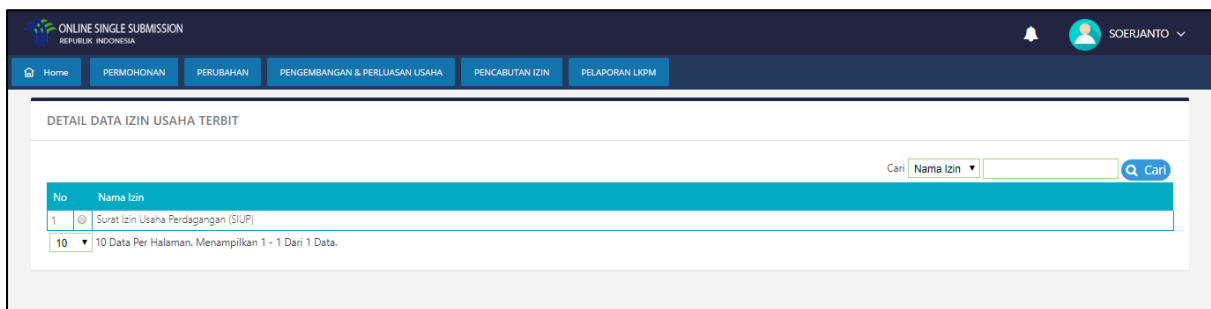 ONLINE SINGLE SUBMISSION
REPUBLIK INDONESIA
SOERJANTO
Home PERMOHONAN PERUBAHAN PENGEMBANGAN & PERLUASAN USAHA PENCABUTAN IZIN PELAPORAN LKPM
DETAIL DATA IZIN USAHA TERBIT
Cari Nama Izin Cari
No Nama Izin
1 Surat Izin Usaha Perdagangan (SIUP)
10 10 Data Per Halaman. Menampilkan 1 - 1 Dari 1 Data.